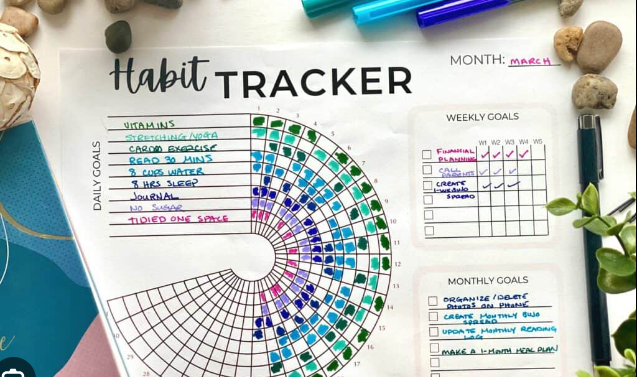 Habit TRACKER
MONTH: MARCH
DAILY GOALS
VITAMINS
STRETCHING/YOGA
CARDIO EXERCISE
READ 30 MINS
8 CUPS WATER
8 HRS SLEEP
JOURNAL
NO SUGAR
TIDIED ONE SPACE
1 2 3 4 5 6 7 8 9 10 11 12 13 14 15 16 17
28
29
WEEKLY GOALS
W1 W2 W3 W4 W5
FINANCIAL
PLANNING
CALL
PARENTS
CREATE
SPREAD
MONTHLY GOALS
ORGANIZE/DELETE
PHOTOS ON PHONE
CREATE MONTHLY BUJO
SPREAD
UPDATE MONTHLY READING
LOG
MAKE A 1-MONTH MEAL PLAN